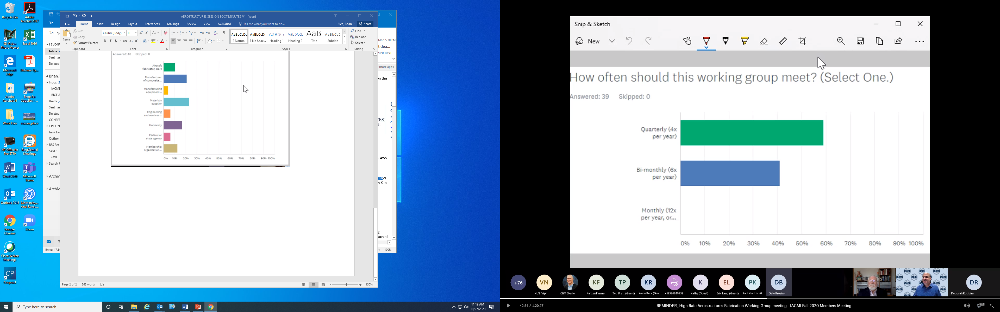 Recycle Bin
Adobe Acrobat 2017
3D Vision Photo Viewer
Excel 2016
Microsoft Edge
Defense-Sy...
Adobe Acrobat XI
Shop for Supplies - ...
Work Files
curran_place
HP OfficeJet Pro 8710
RingCentral Meetings
Word 2016
Microsoft Teams
Outlook 2016
Malwareby... Anti-Ranso...
Google Chrome
Zoom
Cisco Webex Meetings
CP
Cospoint
File
Favorit
Inbox 2
Sent Iter
Deleted
Brian.F
Inbox 2
IACMI
RICE A
Drafts [2
Sent Iter
Deleted
CONFER
I-PHON
Junk E-r
Outbox
RSS Fee
SAVES
TRAVEL
Search F
Archiv
Archiv
Items: 17,3
AEROSTRUCTURES SESSION 8OCT MINUTES-V1 - Word
File Home Insert Design Layout References Mailings Review View ACROBAT Tell me what you want to do...
Rice, Brian P Share
Paste
Cut
Copy
Format Painter
Clipboard
Calibri (Body) 11
Font
Paragraph
AaBbCcDc AaBbCcDc AaBbCc AaBbCcD AaB AaBbCcD
¶ Normal ¶ No Spac... Heading 1 Heading 2 Title Subtitle
Styles
Find
Replace
Select
Editing
Answered: 48 Skipped: 0
Aircraft fabricator, OEM
Manufacturer of composite...
Manufacturing equipment...
Materials supplier
Engineering and services...
University
Federal or state agency
Membership organization...
0% 10% 20% 30% 40% 50% 60% 70% 80% 90% 100%
Page 2 of 2 363 words
130%
Mon 5:30 PM
t dea...
2020 10:51
t more apps
on the
TES
0 4:55
org>;
>; Kim
g
tached
100%
Type here to search
11:19 AM
10/27/2020
Snip & Sketch
New
How often should this working group meet? (Select One.)
Answered: 39 Skipped: 0
Quarterly (4x per year)
Bi-monthly (6x per year)
Monthly (12x per year, or...
0% 10% 20% 30% 40% 50% 60% 70% 80% 90% 100%
+76 VN KF TP KR K EL PK DB DR
iacmi
NLN, Vipin
Cliff Eberle
Kaitlyn Farmer
Ted Pratt (Guest)
Kevin Retz (Gue...
+19376840939
Kathy (Guest)
Eric Lang (Guest)
Paul Kladitis (G...
Dale Brosius
Deborah Robbins
42:54 / 1:20:27
REMINDER_ High Rate Aerostructures Fabrication Working Group meeting - IACMI Fall 2020 Members Meeting